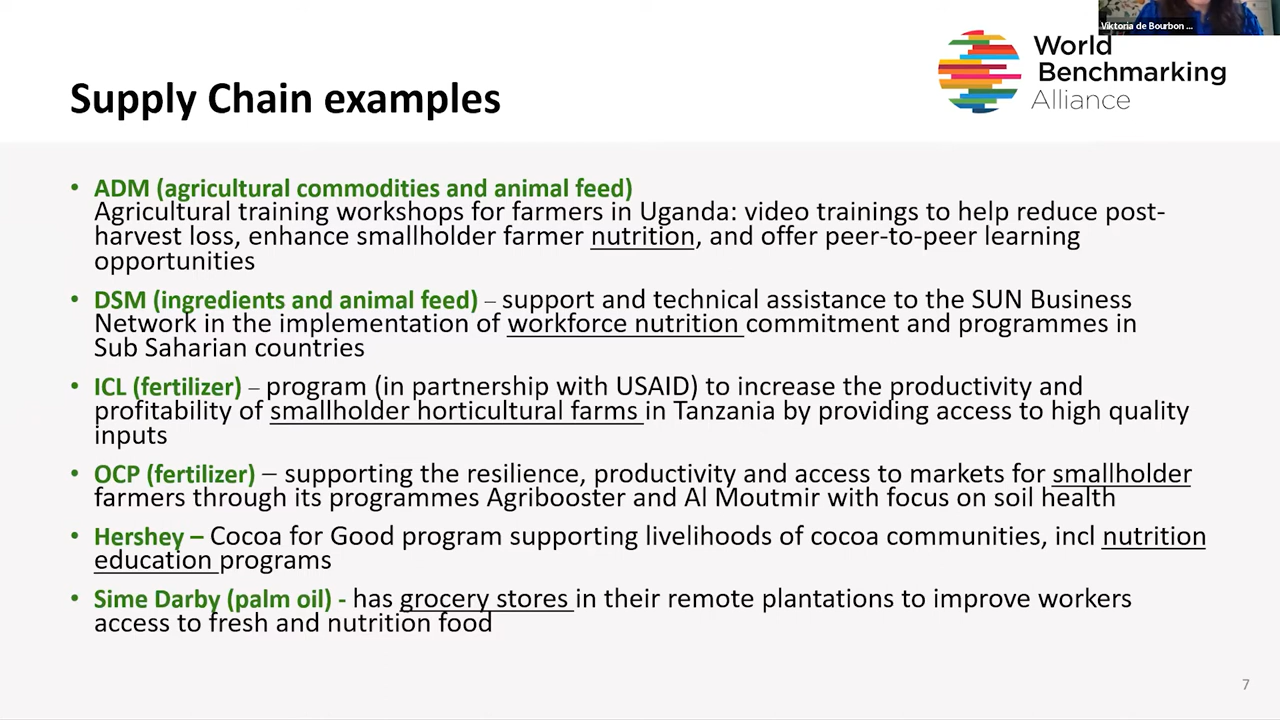 Viktoria de Bourbon ...
World
Benchmarking
Alliance
Supply Chain examples
• ADM (agricultural commodities and animal feed)
Agricultural training workshops for farmers in Uganda: video trainings to help reduce post-
harvest loss, enhance smallholder farmer nutrition, and offer peer-to-peer learning
opportunities
• DSM (ingredients and animal feed) – support and technical assistance to the SUN Business
Network in the implementation of workforce nutrition commitment and programmes in
Sub Saharian countries
• ICL (fertilizer) – program (in partnership with USAID) to increase the productivity and
profitability of smallholder horticultural farms in Tanzania by providing access to high quality
inputs
• OCP (fertilizer) – supporting the resilience, productivity and access to markets for smallholder
farmers through its programmes Agribooster and Al Moutmir with focus on soil health
• Hershey – Cocoa for Good program supporting livelihoods of cocoa communities, incl nutrition
education programs
• Sime Darby (palm oil) - has grocery stores in their remote plantations to improve workers
access to fresh and nutrition food
7